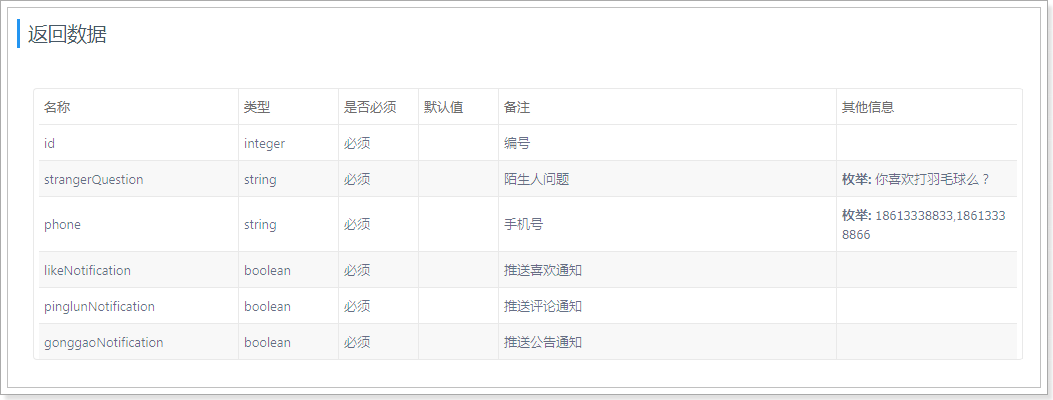 返回数据
名称 类型 是否必须 默认值 备注 其他信息
id integer 必须 编号
strangerQuestion string 必须 陌生人问题 枚举: 你喜欢打羽毛球么？
phone string 必须 手机号 枚举: 18613338833,1861333
8866
likeNotification boolean 必须 推送喜欢通知
pinglunNotification boolean 必须 推送评论通知
gonggaoNotification boolean 必须 推送公告通知